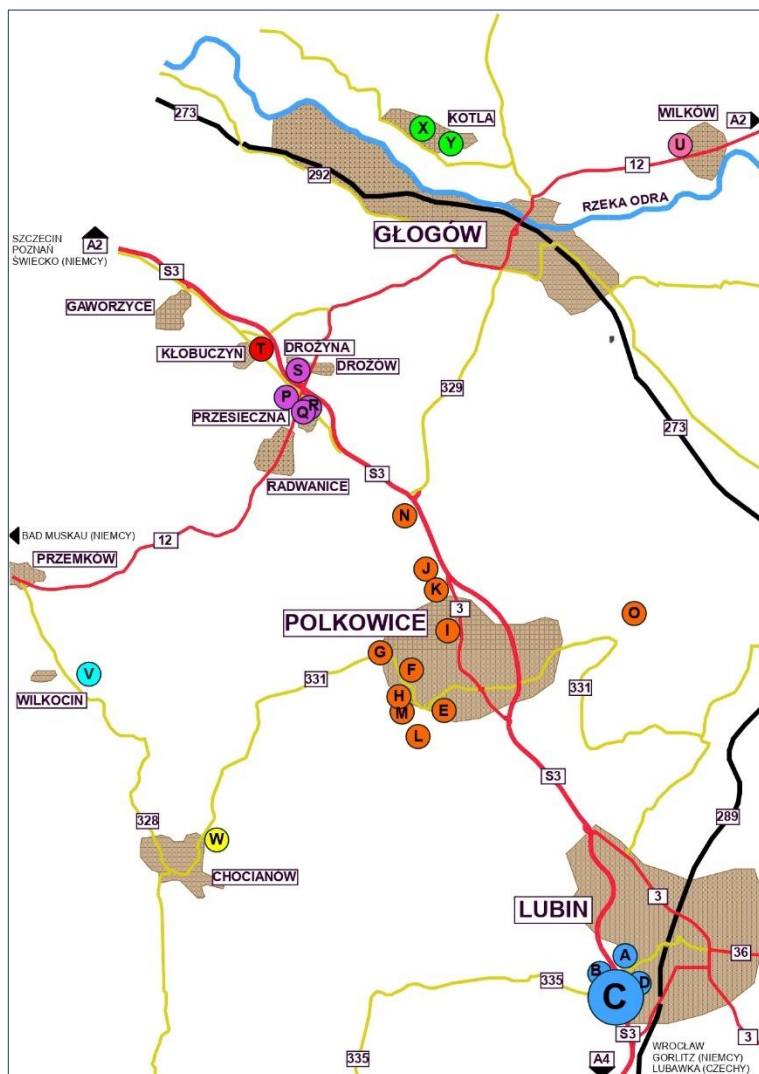 273
X
KOTLA
Y
WILKÓW
A2
U
12
292
RZEKA ODRA
GŁOGÓW
SZCZECIN
POZNAŃ
ŚWIECKO (NIEMCY)
A2
S3
GAWORZYCE
KŁOBUCZYN
T
DROŻYNA
S
DROŻÓW
P
R
Q
PRZESIECZNA
329
273
RADWANICE
S3
BAD MUSKAU (NIEMCY)
12
N
PRZEMKÓW
J
K
3
O
POLKOWICE
I
G
F
V
331
331
WILKOCIN
H
M
E
L
S3
328
289
W
CHOCIANÓW
3
LUBIN
A
36
B
335
C
D
S3
3
335
A4
WROCŁAW
GORLITZ (NIEMCY)
LUBAWKA (CZECHY)